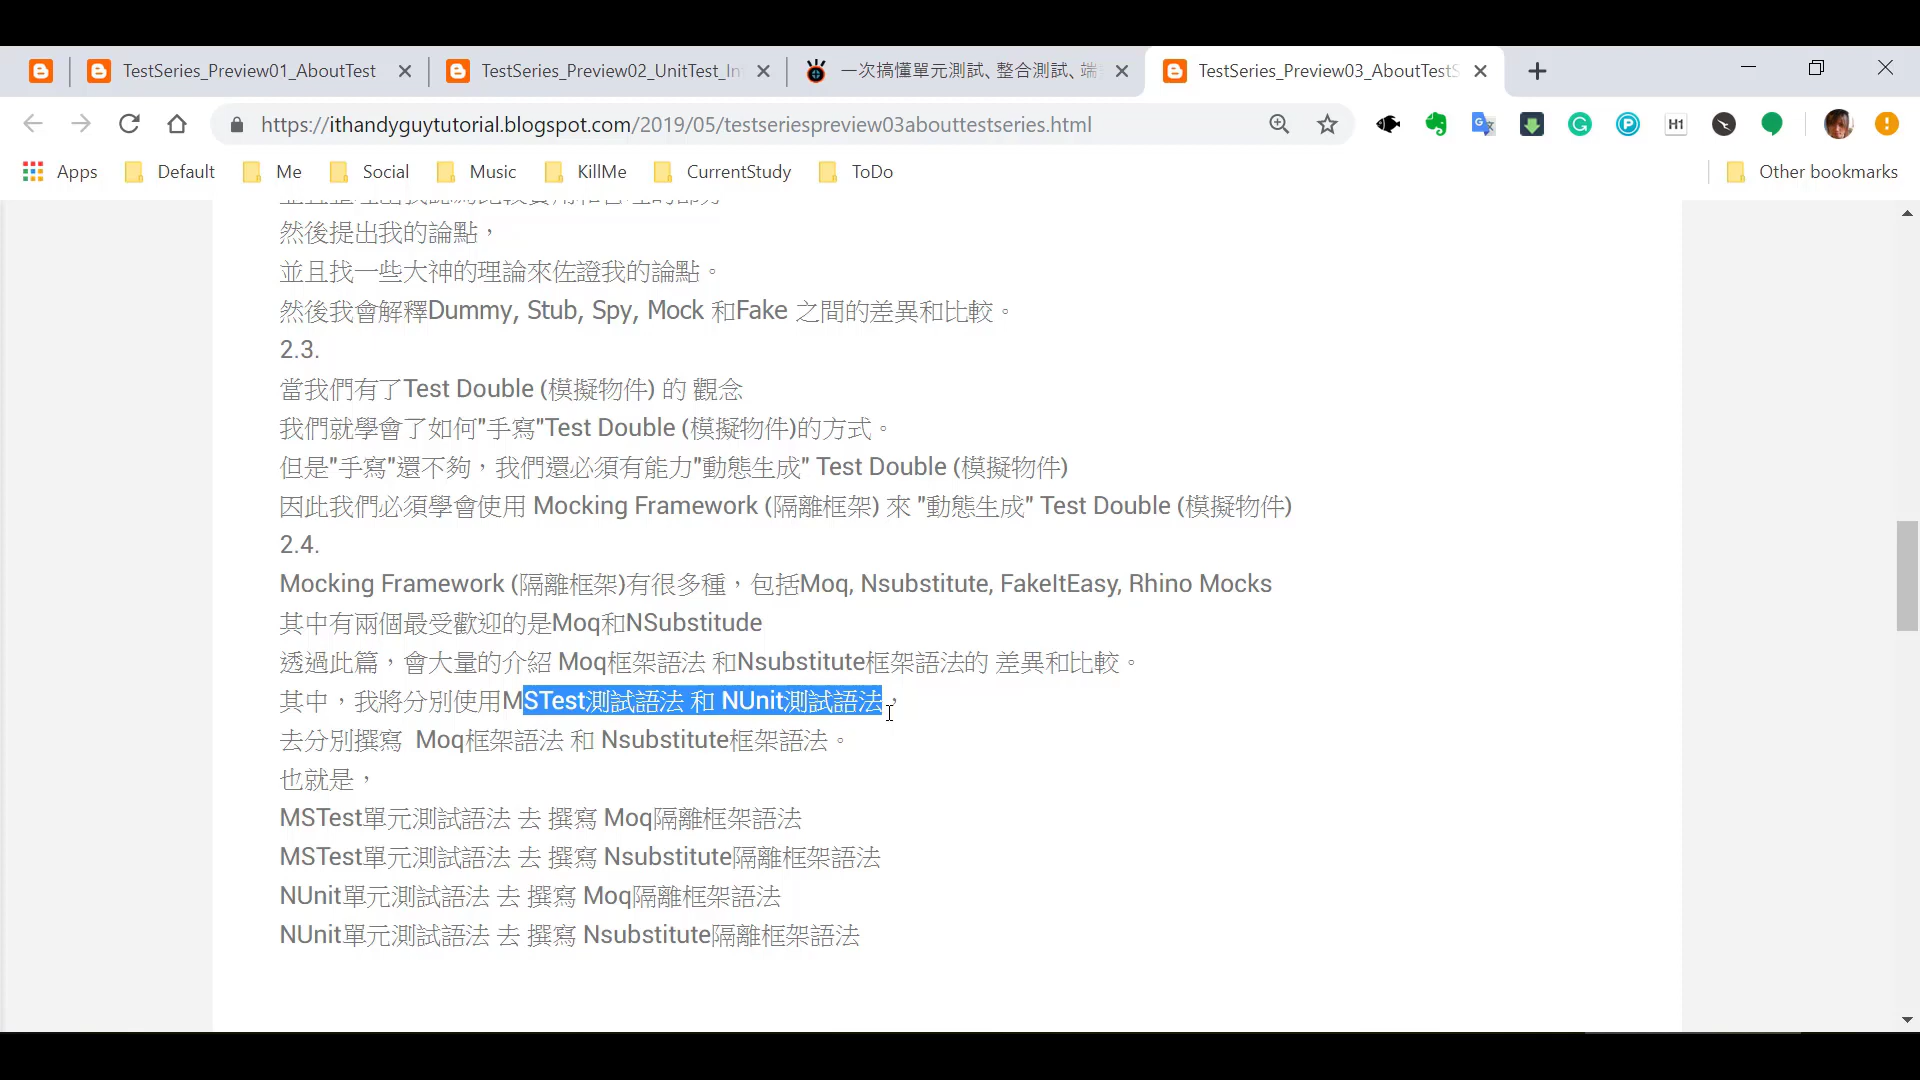 TestSeries_Preview01_AboutTest
TestSeries_Preview02_UnitTest_In
一次搞懂單元測試、整合測試、端
TestSeries_Preview03_AboutTestS
https://ithandyguytutorial.blogspot.com/2019/05/testseriespreview03abouttestseries.html
H1
Apps
Default
Me
Social
Music
KillMe
CurrentStudy
ToDo
Other bookmarks
然後提出我的論點，
並且找一些大神的理論來佐證我的論點。
然後我會解釋Dummy, Stub, Spy, Mock 和Fake 之間的差異和比較。
2.3.
當我們有了Test Double (模擬物件) 的 觀念
我們就學會了如何"手寫"Test Double (模擬物件)的方式。
但是"手寫"還不夠，我們還必須有能力"動態生成" Test Double (模擬物件)
因此我們必須學會使用 Mocking Framework (隔離框架) 來 "動態生成" Test Double (模擬物件)
2.4.
Mocking Framework (隔離框架)有很多種，包括Moq, Nsubstitute, FakeItEasy, Rhino Mocks
其中有兩個最受歡迎的是Moq和NSubstitude
透過此篇，會大量的介紹 Moq框架語法 和Nsubstitute框架語法的 差異和比較。
其中，我將分別使用MSTest測試語法 和 NUnit測試語法，
去分別撰寫 Moq框架語法 和 Nsubstitute框架語法。
也就是，
MSTest單元測試語法 去 撰寫 Moq隔離框架語法
MSTest單元測試語法 去 撰寫 Nsubstitute隔離框架語法
NUnit單元測試語法 去 撰寫 Moq隔離框架語法
NUnit單元測試語法 去 撰寫 Nsubstitute隔離框架語法